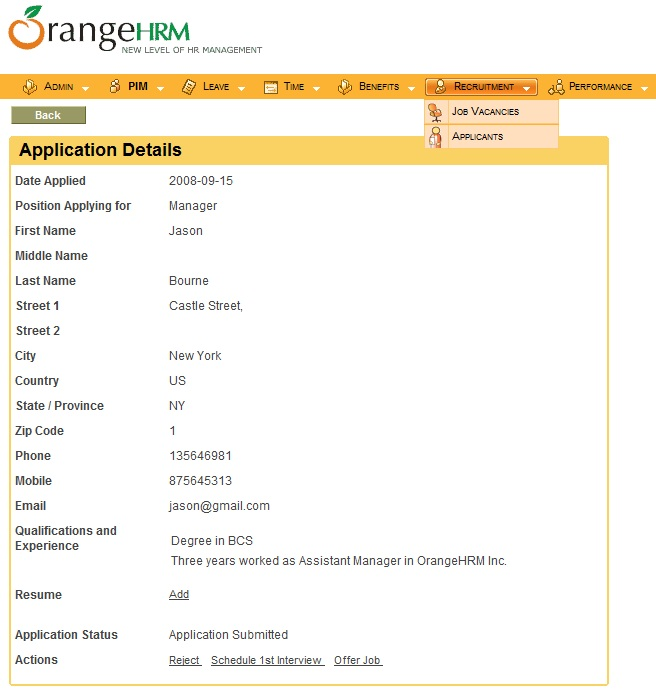 OrangeHRM
NEW LEVEL OF HR MANAGEMENT
ADMIN PIM LEAVE TIME BENEFITS RECRUITMENT PERFORMANCE
JOB VACANCIES
APPLICANTS
Back
Application Details
Date Applied 2008-09-15
Position Applying for Manager
First Name Jason
Middle Name
Last Name Bourne
Street 1 Castle Street,
Street 2
City New York
Country US
State / Province NY
Zip Code 1
Phone 135646981
Mobile 875645313
Email jason@gmail.com
Qualifications and
Experience
Degree in BCS
Three years worked as Assistant Manager in OrangeHRM Inc.
Resume Add
Application Status Application Submitted
Actions Reject Schedule 1st Interview Offer Job